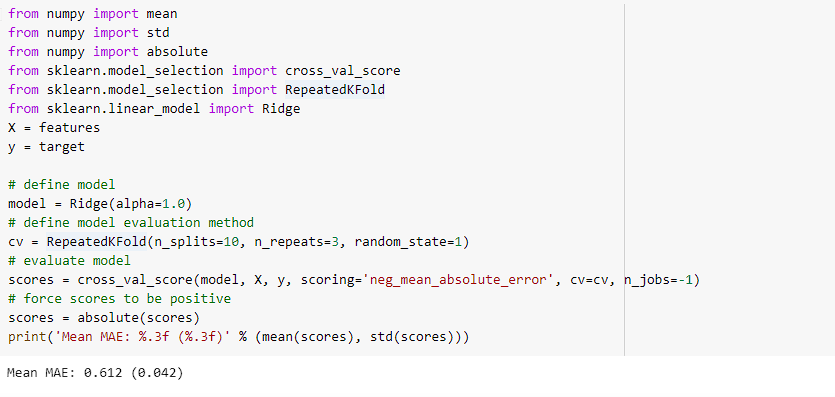 from numpy import mean
from numpy import std
from numpy import absolute
from sklearn.model_selection import cross_val_score
from sklearn.model_selection import RepeatedKFold
from sklearn.linear_model import Ridge
X = features
y = target
# define model
model = Ridge(alpha=1.0)
# define model evaluation method
cv = RepeatedKFold(n_splits=10, n_repeats=3, random_state=1)
# evaluate model
scores = cross_val_score(model, X, y, scoring='neg_mean_absolute_error', cv=cv, n_jobs=-1)
# force scores to be positive
scores = absolute(scores)
print('Mean MAE: %.3f (%.3f)' % (mean(scores), std(scores)))
Mean MAE: 0.612 (0.042)